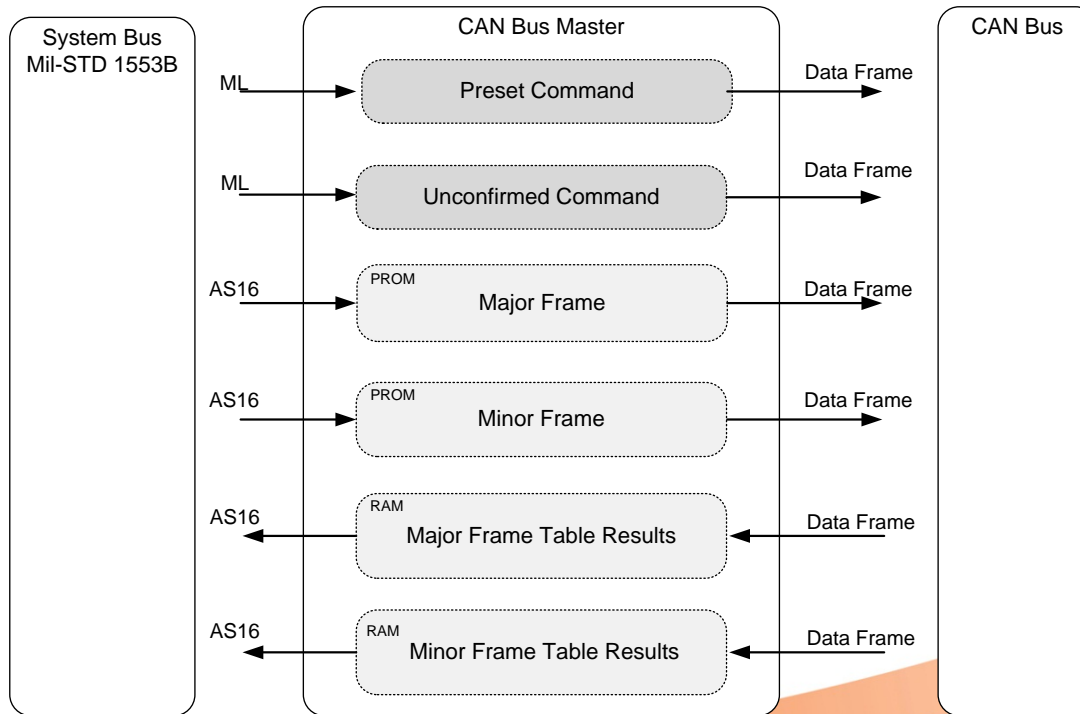 System Bus
Mil-STD 1553B
CAN Bus Master
CAN Bus
ML
Preset Command
Data Frame
ML
Unconfirmed Command
Data Frame
AS16
PROM
Major Frame
Data Frame
AS16
PROM
Minor Frame
Data Frame
AS16
RAM
Major Frame Table Results
Data Frame
AS16
RAM
Minor Frame Table Results
Data Frame